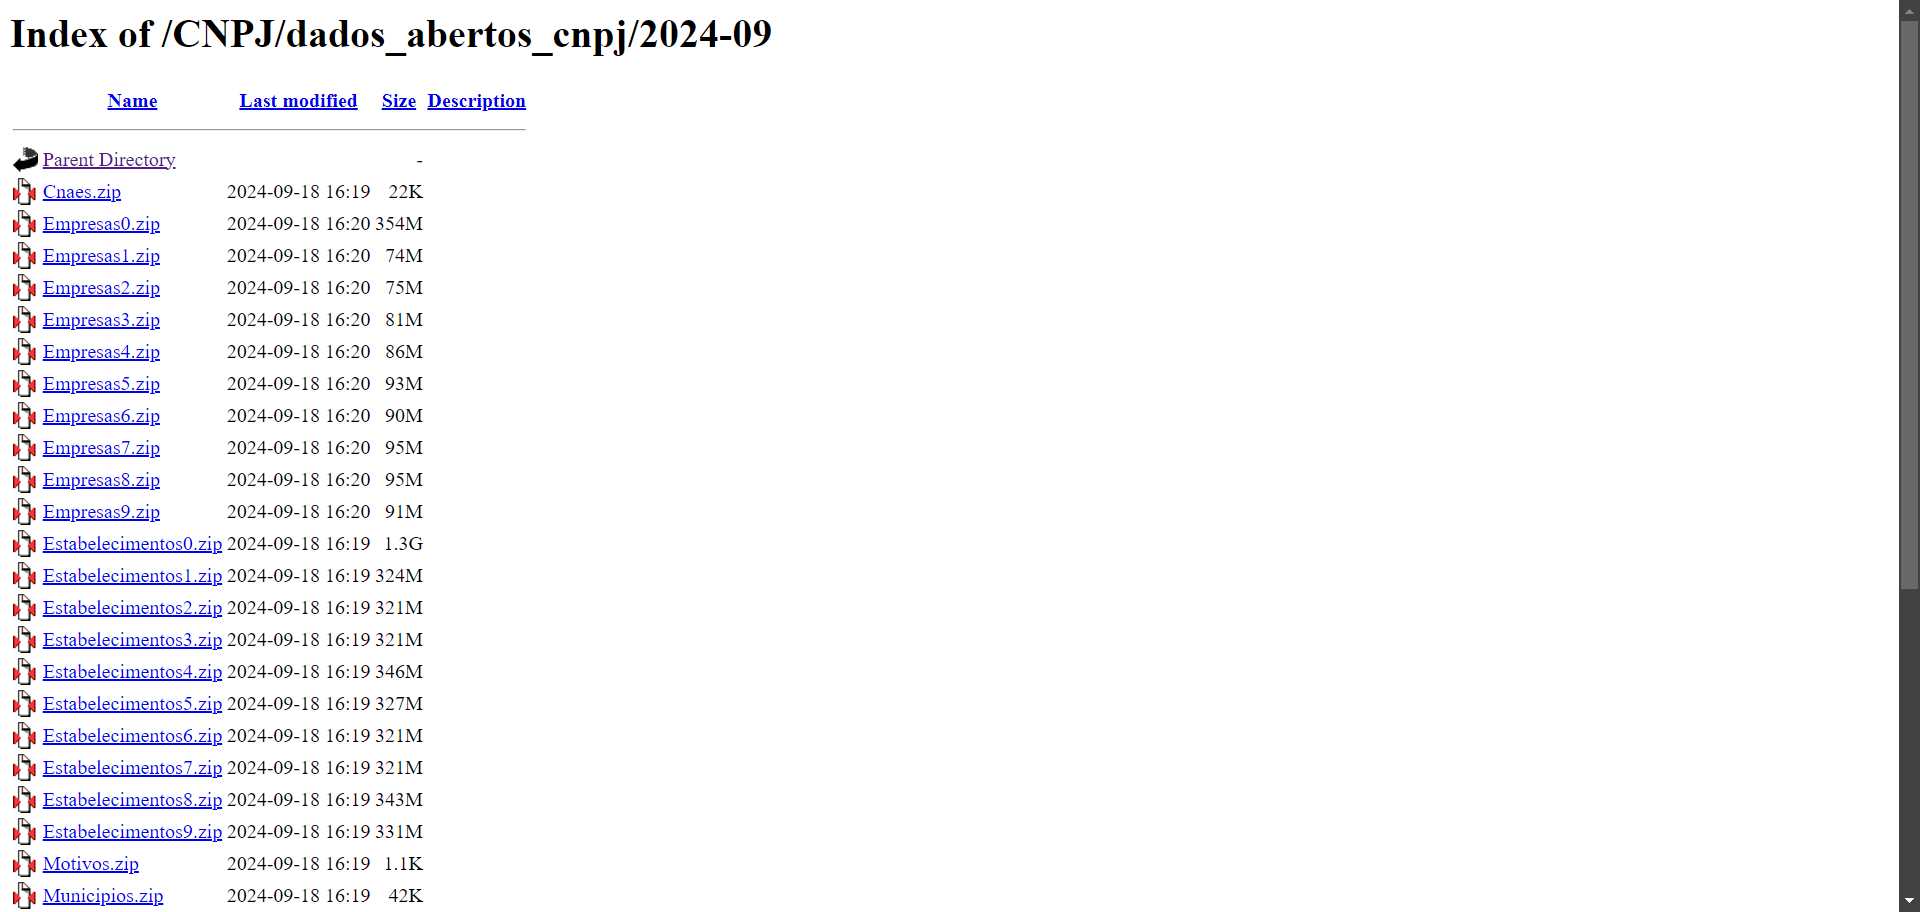 Index of /CNPJ/dados_abertos_cnpj/2024-09
Name Last modified Size Description
Parent Directory -
Cnaes.zip 2024-09-18 16:19 22K
Empresas0.zip 2024-09-18 16:20 354M
Empresas1.zip 2024-09-18 16:20 74M
Empresas2.zip 2024-09-18 16:20 75M
Empresas3.zip 2024-09-18 16:20 81M
Empresas4.zip 2024-09-18 16:20 86M
Empresas5.zip 2024-09-18 16:20 93M
Empresas6.zip 2024-09-18 16:20 90M
Empresas7.zip 2024-09-18 16:20 95M
Empresas8.zip 2024-09-18 16:20 95M
Empresas9.zip 2024-09-18 16:20 91M
Estabelecimentos0.zip 2024-09-18 16:19 1.3G
Estabelecimentos1.zip 2024-09-18 16:19 324M
Estabelecimentos2.zip 2024-09-18 16:19 321M
Estabelecimentos3.zip 2024-09-18 16:19 321M
Estabelecimentos4.zip 2024-09-18 16:19 346M
Estabelecimentos5.zip 2024-09-18 16:19 327M
Estabelecimentos6.zip 2024-09-18 16:19 321M
Estabelecimentos7.zip 2024-09-18 16:19 321M
Estabelecimentos8.zip 2024-09-18 16:19 343M
Estabelecimentos9.zip 2024-09-18 16:19 331M
Motivos.zip 2024-09-18 16:19 1.1K
Municipios.zip 2024-09-18 16:19 42K